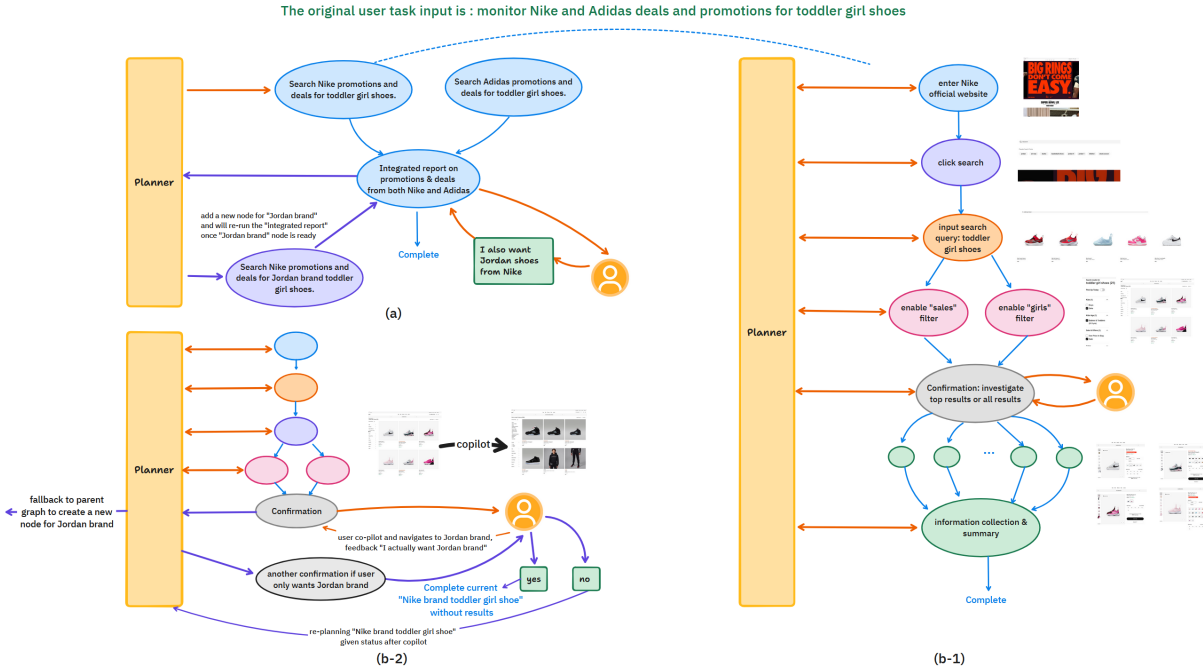 The original user task input is : monitor Nike and Adidas deals and promotions for toddler girl shoes
Planner
Search Nike promotions and
deals for toddler girl shoes.
Search Adidas promotions and
deals for toddler girl shoes.
Integrated report on
promotions & deals
from both Nike and Adidas
add a new node for "Jordan brand"
and will re-run the "Integrated report"
once "Jordan brand" node is ready
Complete
I also want
Jordan shoes
from Nike
Search Nike promotions and
deals for Jordan brand toddler
girl shoes.
(a)
Planner
copilot
fallback to parent
graph to create a new
node for Jordan brand
Confirmation
user co-pilot and navigates to Jordan brand,
feedback "I actually want Jordan brand"
another confirmation if user
only wants Jordan brand
yes
no
Complete current
"Nike brand toddler girl shoe"
without results
re-planning "Nike brand toddler girl shoe"
given status after copilot
(b-2)
Planner
enter Nike
official website
BIG RINGS
DON'T COME
EASY.
click search
input search
query: toddler
girl shoes
enable "sales"
filter
enable "girls"
filter
Confirmation: investigate
top results or all results
...
information collection &
summary
Complete
(b-1)